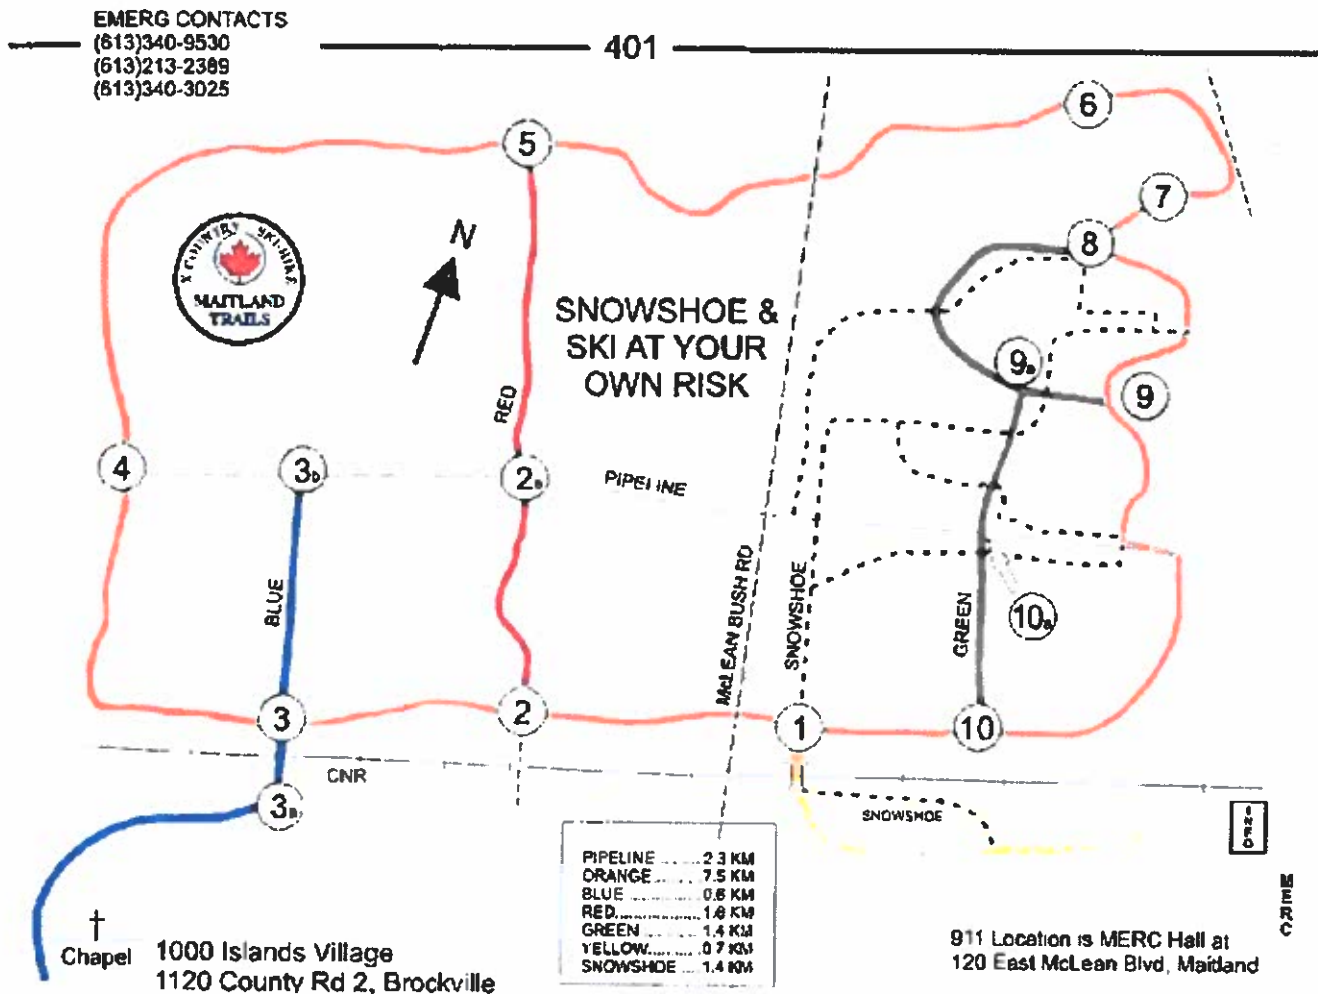 EMERG CONTACTS
(613)340-9530
(613)213-2389
(613)340-3025
401
6
5
7
8
X COUNTRY SKI-HIKE
MAITLAND
TRAILS
N
SNOWSHOE &
SKI AT YOUR
OWN RISK
9a
9
RED
4
3b
2a
PIPELINE
BLUE
McLEAN BUSH RD
SNOWSHOE
GREEN
10a
3
2
1
10
CNR
3a
SNOWSHOE
INFO
MERC
PIPELINE ........ 2.3 KM
ORANGE ........ 7.5 KM
BLUE ............. 0.6 KM
RED............... 1.6 KM
GREEN .......... 1.4 KM
YELLOW........ 0.7 KM
SNOWSHOE ... 1.4 KM
Chapel
1000 Islands Village
1120 County Rd 2, Brockville
911 Location is MERC Hall at
120 East McLean Blvd, Maitland